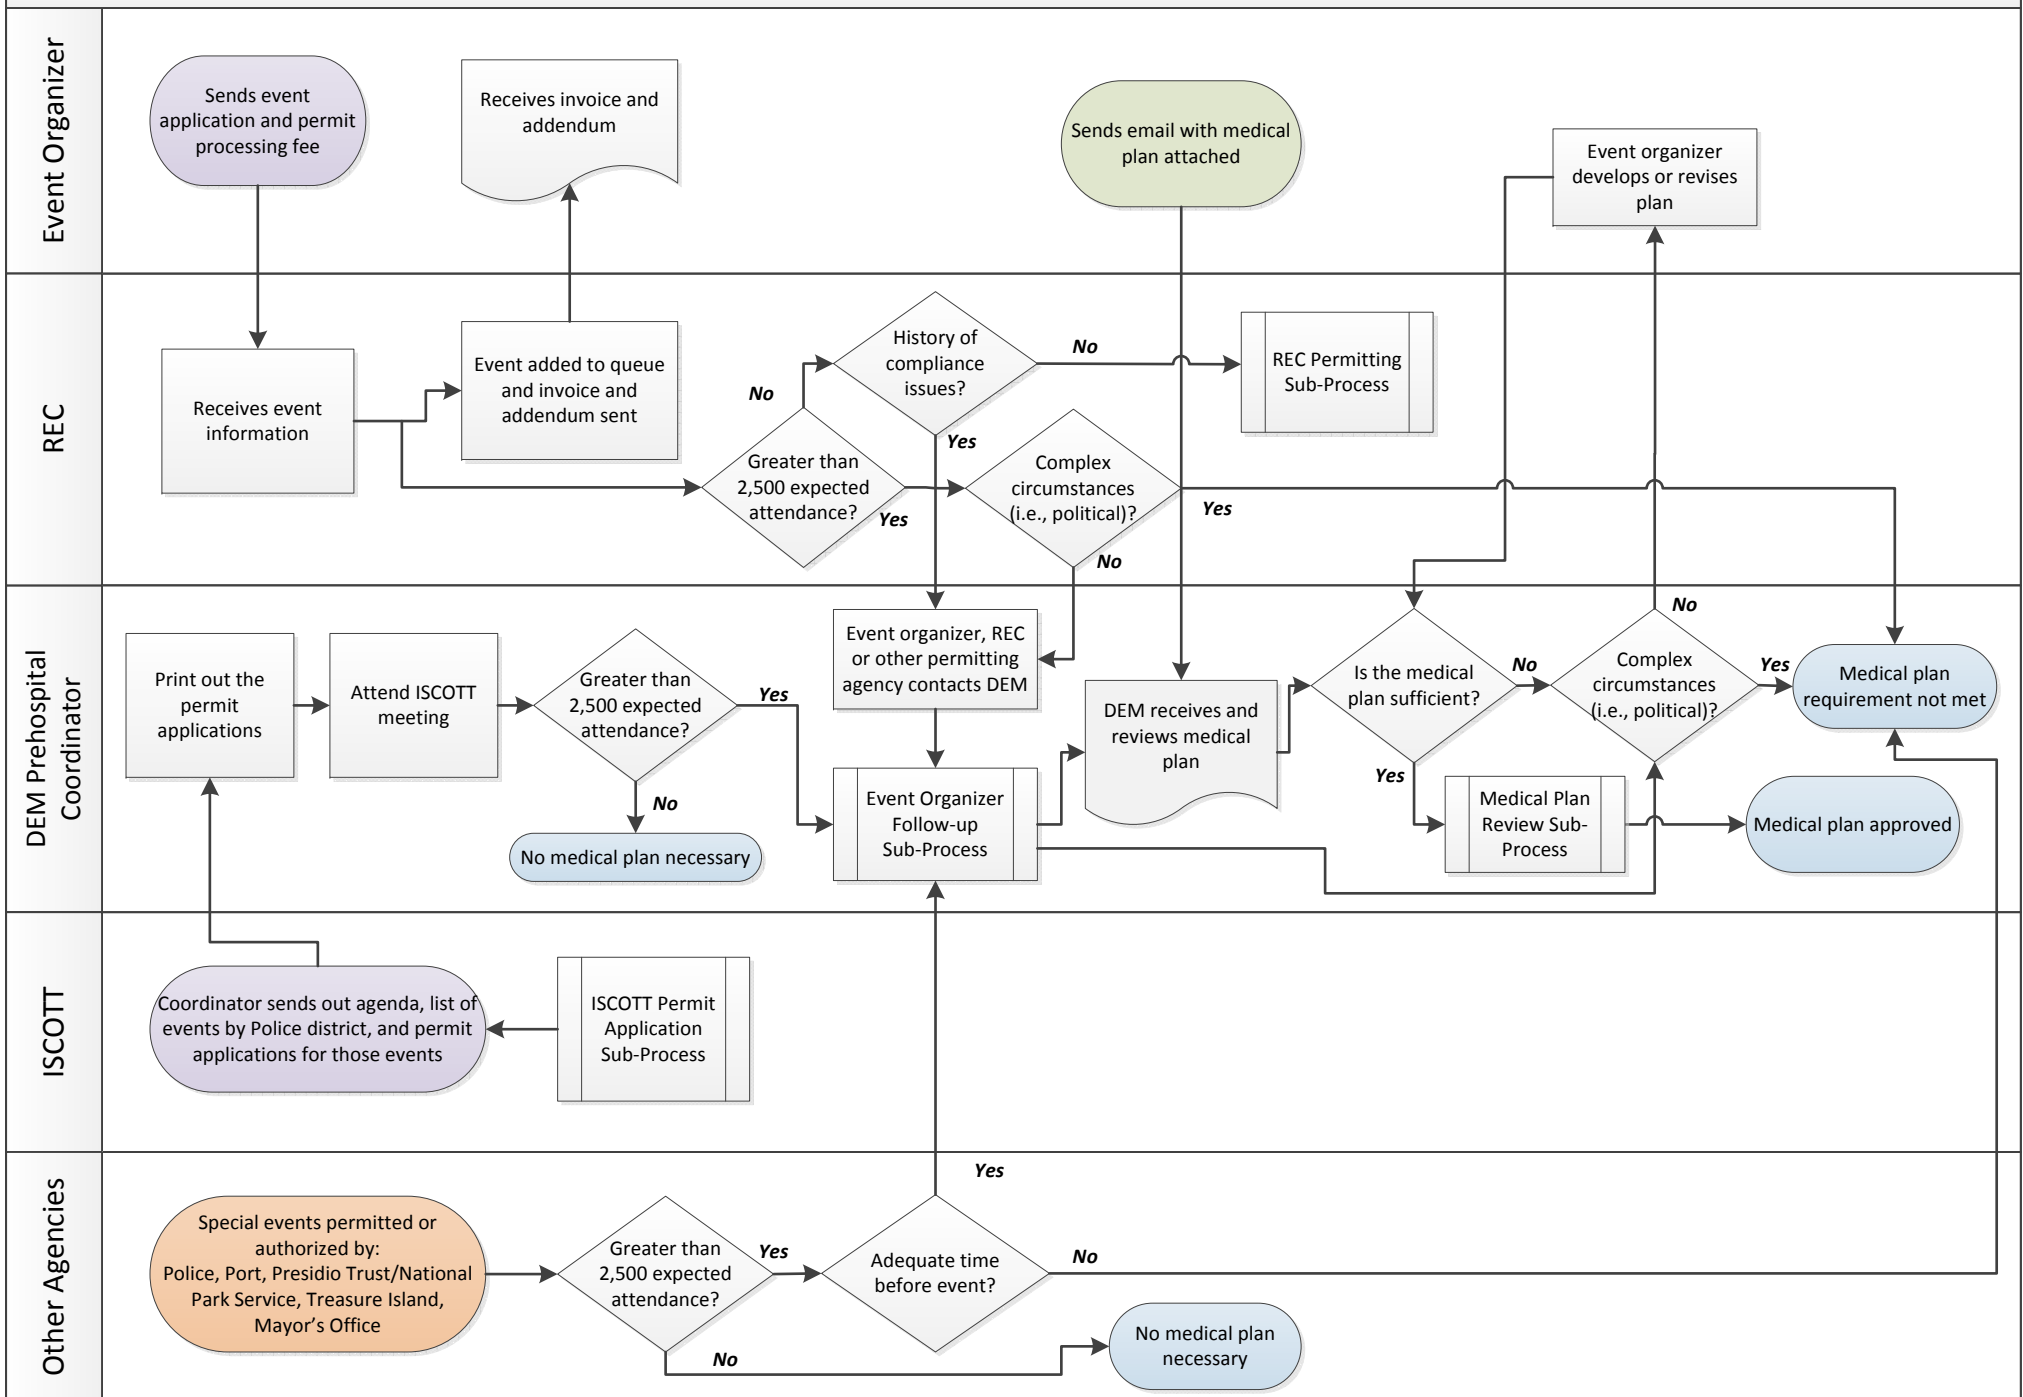 Event Organizer
Sends event
application and permit
processing fee
Receives invoice and
addendum
Sends email with medical
plan attached
Event organizer
develops or revises
plan
REC
Receives event
information
Event added to queue
and invoice and
addendum sent
No
History of
compliance
issues?
No
REC Permitting
Sub-Process
Yes
Greater than
2,500 expected
attendance?
Yes
Complex
circumstances
(i.e., political)?
Yes
No
DEM Prehospital
Coordinator
Print out the
permit
applications
Attend ISCOTT
meeting
Greater than
2,500 expected
attendance?
Yes
No
No medical plan necessary
Event organizer, REC
or other permitting
agency contacts DEM
Event Organizer
Follow-up
Sub-Process
DEM receives and
reviews medical
plan
Is the medical
plan sufficient?
No
Yes
Complex
circumstances
(i.e., political)?
No
Yes
Medical plan
requirement not met
Medical Plan
Review Sub-
Process
Medical plan approved
ISCOTT
Coordinator sends out agenda, list of
events by Police district, and permit
applications for those events
ISCOTT Permit
Application
Sub-Process
Other Agencies
Special events permitted or
authorized by:
Police, Port, Presidio Trust/National
Park Service, Treasure Island,
Mayor's Office
Greater than
2,500 expected
attendance?
Yes
No
Adequate time
before event?
Yes
No
No medical plan
necessary